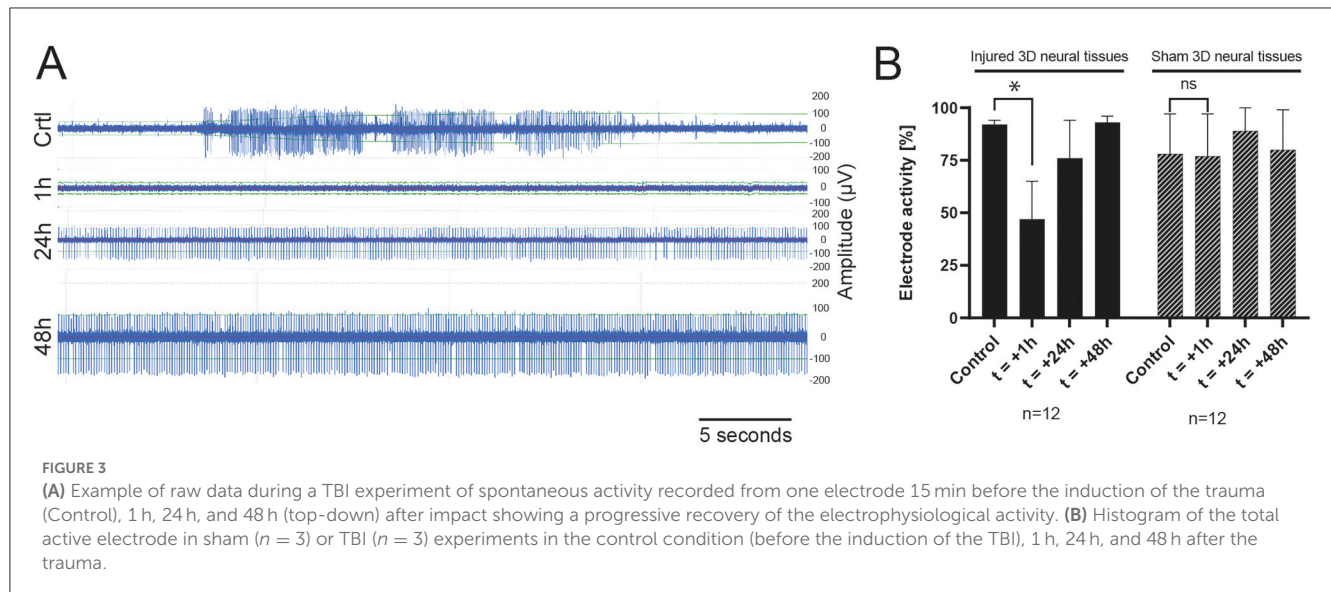 A
Crtl
200
100
0
-100
-200
1h
100
0
-100
24h
200
100
0
-100
-200
48h
200
100
0
-100
-200
Amplitude (µV)
5 seconds
B
Injured 3D neural tissues
Sham 3D neural tissues
*
ns
Electrode activity [%]
100
75
50
25
0
Control
t = +1h
t = +24h
t = +48h
Control
t = +1h
t = +24h
t = +48h
n=12
n=12
FIGURE 3
(A) Example of raw data during a TBI experiment of spontaneous activity recorded from one electrode 15 min before the induction of the trauma
(Control), 1 h, 24 h, and 48 h (top-down) after impact showing a progressive recovery of the electrophysiological activity. (B) Histogram of the total
active electrode in sham (n = 3) or TBI (n = 3) experiments in the control condition (before the induction of the TBI), 1 h, 24 h, and 48 h after the
trauma.